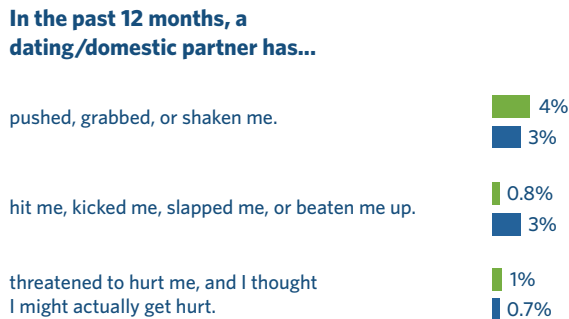 In the past 12 months, a
dating/domestic partner has...
pushed, grabbed, or shaken me.
4%
3%
hit me, kicked me, slapped me, or beaten me up.
0.8%
3%
threatened to hurt me, and I thought
I might actually get hurt.
1%
0.7%